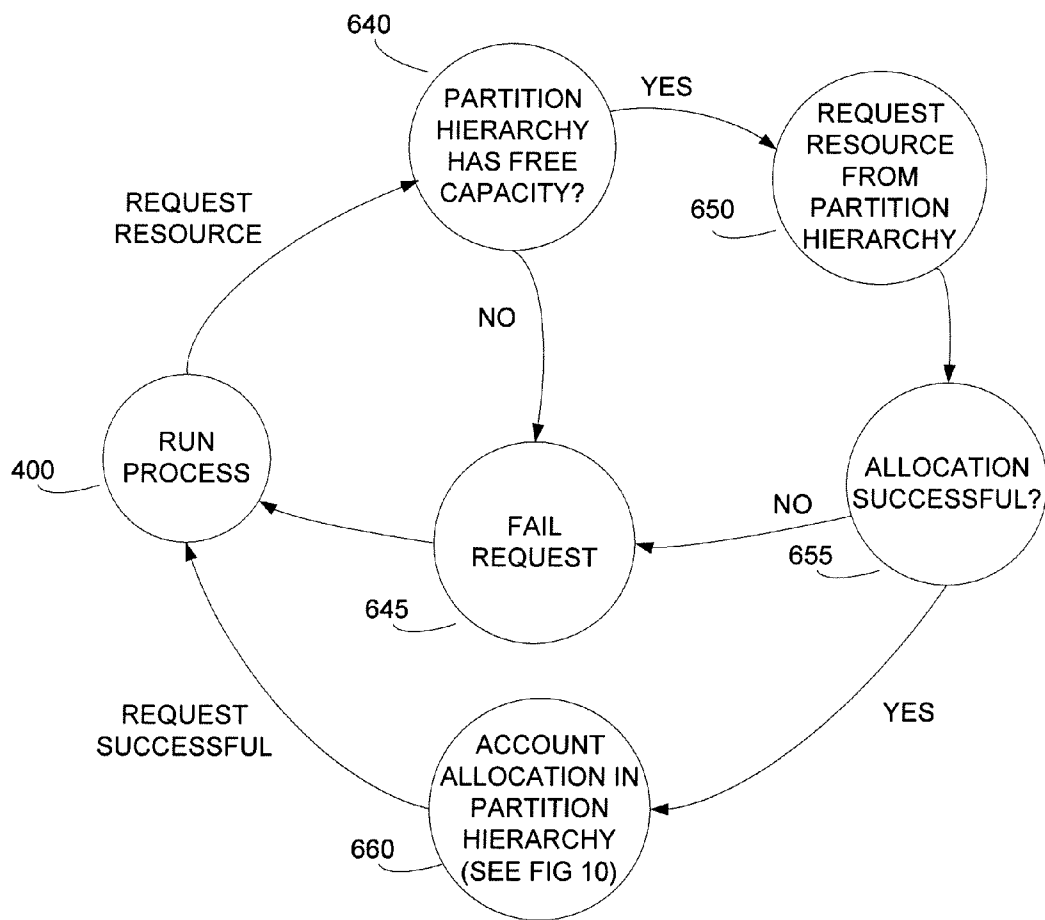 640
PARTITION
HIERARCHY
HAS FREE
CAPACITY?
YES
REQUEST
RESOURCE
FROM
PARTITION
HIERARCHY
650
REQUEST
RESOURCE
NO
RUN
PROCESS
400
ALLOCATION
SUCCESSFUL?
NO
655
FAIL
REQUEST
645
YES
REQUEST
SUCCESSFUL
ACCOUNT
ALLOCATION IN
PARTITION
HIERARCHY
(SEE FIG 10)
660